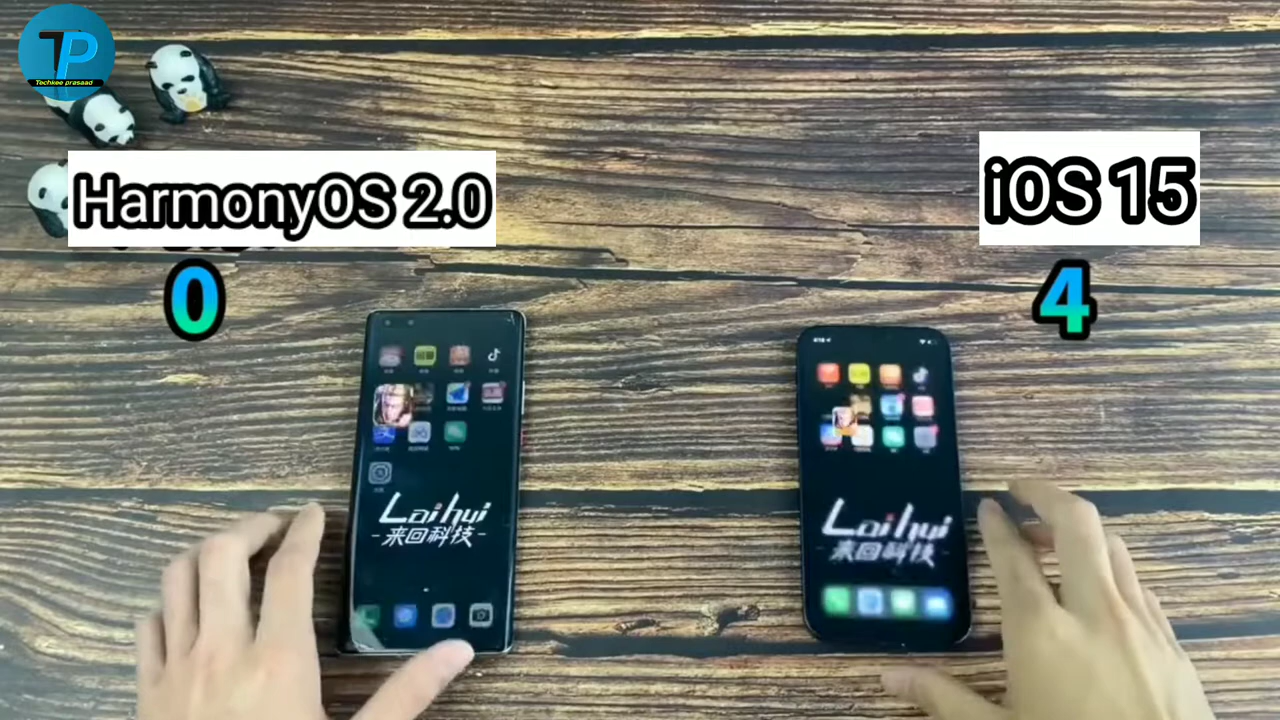 TP
Techkee prasaad
HarmonyOS 2.0
iOS 15
0
4
Laihui
-来回科技-
Laihui
-来回科技-